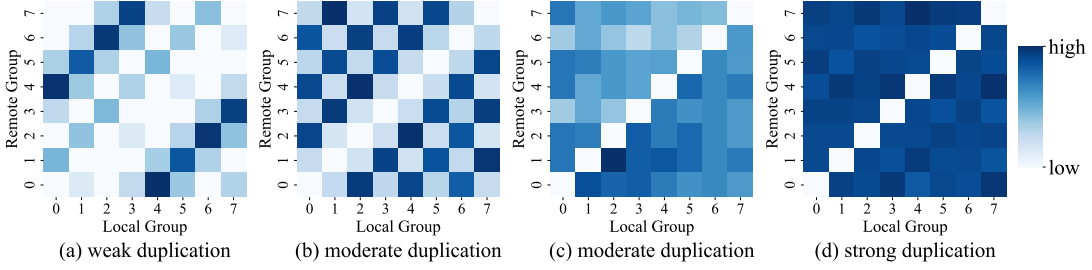 Remote Group
7
6
5
4
3
2
1
0
0 1 2 3 4 5 6 7
Local Group
(a) weak duplication
Remote Group
7
6
5
4
3
2
1
0
0 1 2 3 4 5 6 7
Local Group
(b) moderate duplication
Remote Group
7
6
5
4
3
2
1
0
0 1 2 3 4 5 6 7
Local Group
(c) moderate duplication
Remote Group
7
6
5
4
3
2
1
0
0 1 2 3 4 5 6 7
Local Group
(d) strong duplication
high
low